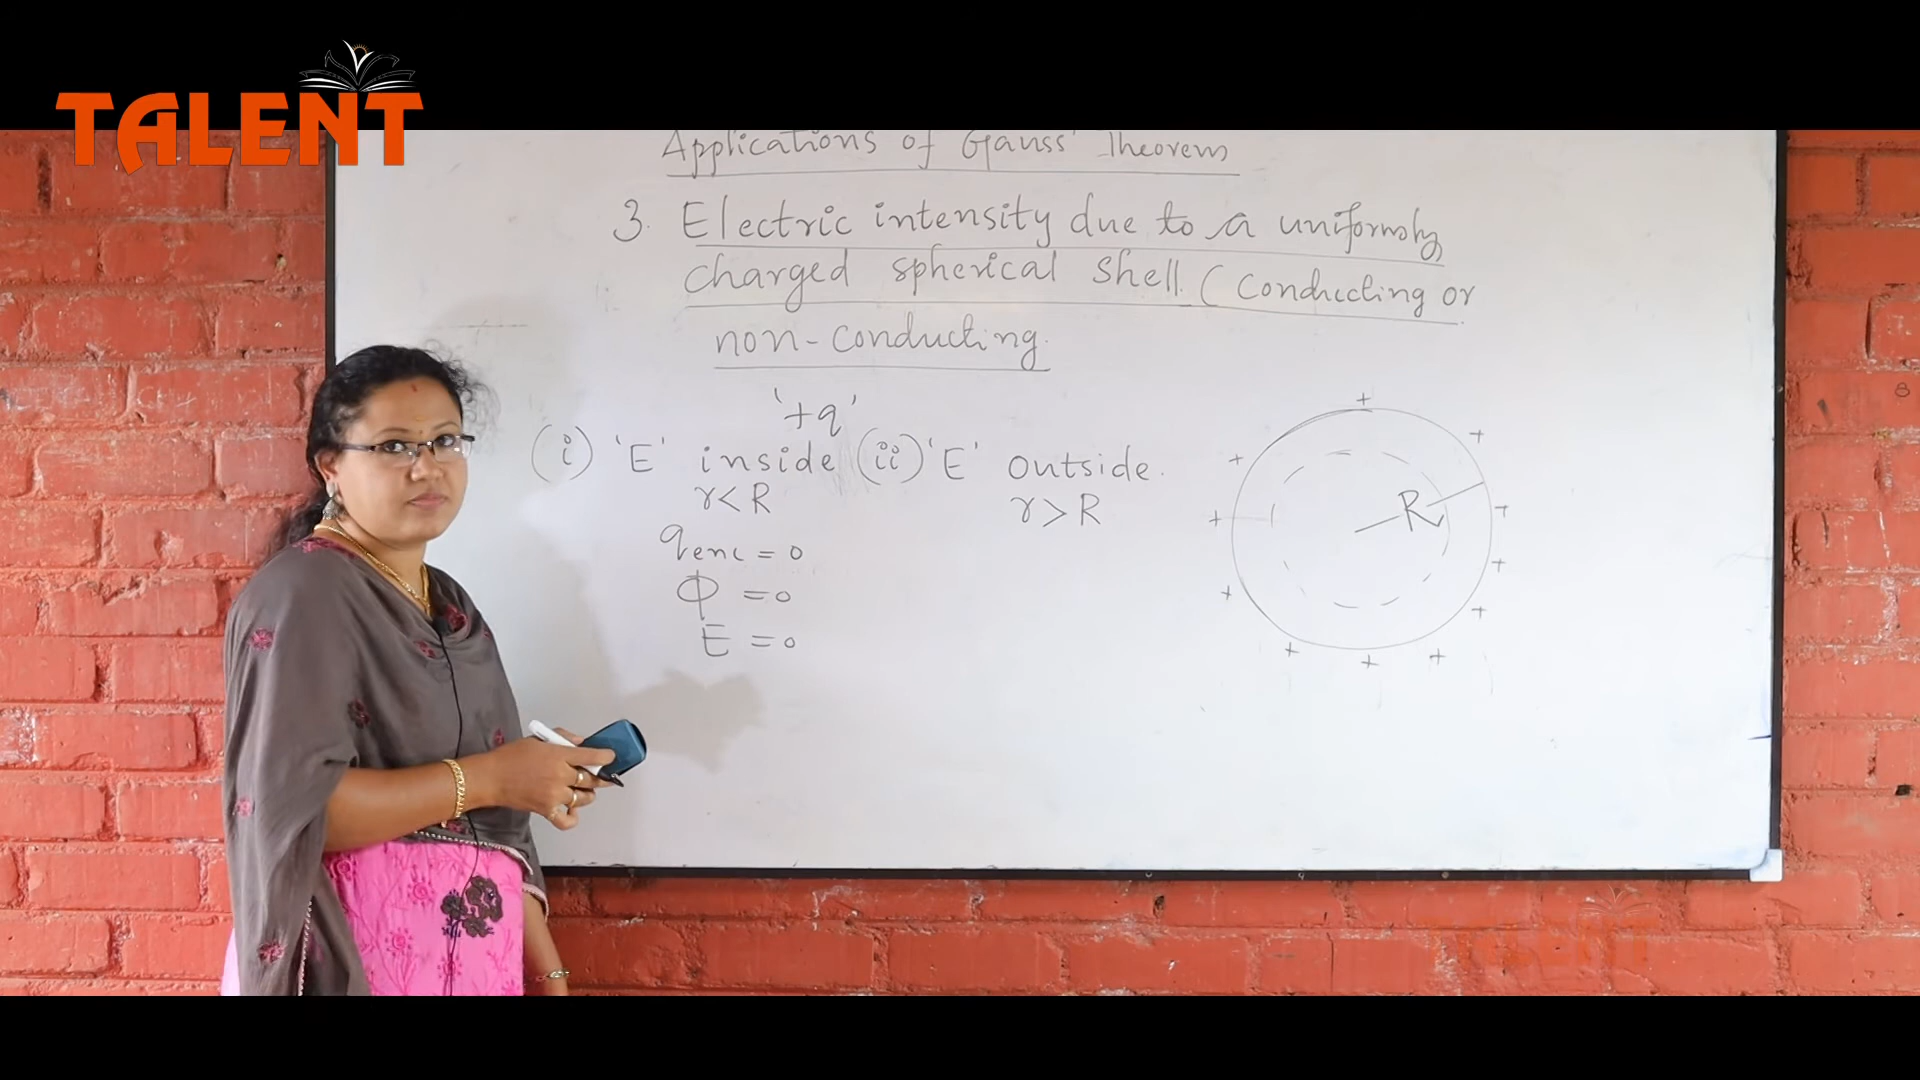 TALENT
Applications of Gauss' Theorem
3. Electric intensity due to a uniformly
charged spherical shell (Conducting or
non-conducting.
'+q'
(i) 'E' inside (ii) 'E' outside.
r<R r>R
qenc = 0
Φ = 0
E = 0
R
+ + + + + + + + + + + +
TALENT